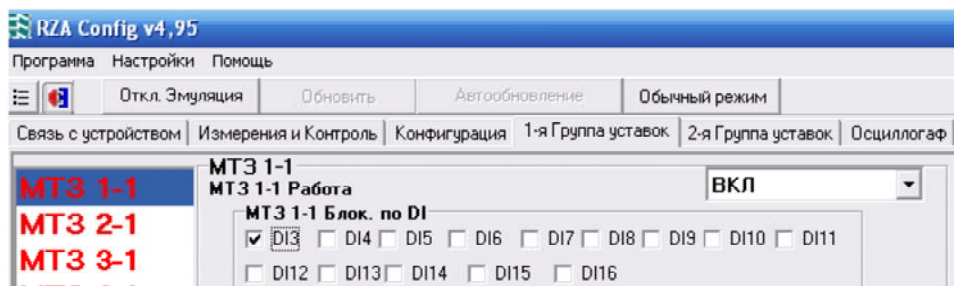 RZA Config v4,95
Программа Настройки Помощь
Откл. Эмуляция Обновить Автообновление Обычный режим
Связь с устройством Измерения и Контроль Конфигурация 1-я Группа уставок 2-я Группа уставок Осциллогаф
МТЗ 1-1
МТЗ 2-1
МТЗ 3-1
МТЗ 1-1
МТЗ 1-1 Работа ВКЛ
МТЗ 1-1 Блок. по DI
DI3 DI4 DI5 DI6 DI7 DI8 DI9 DI10 DI11
DI12 DI13 DI14 DI15 DI16